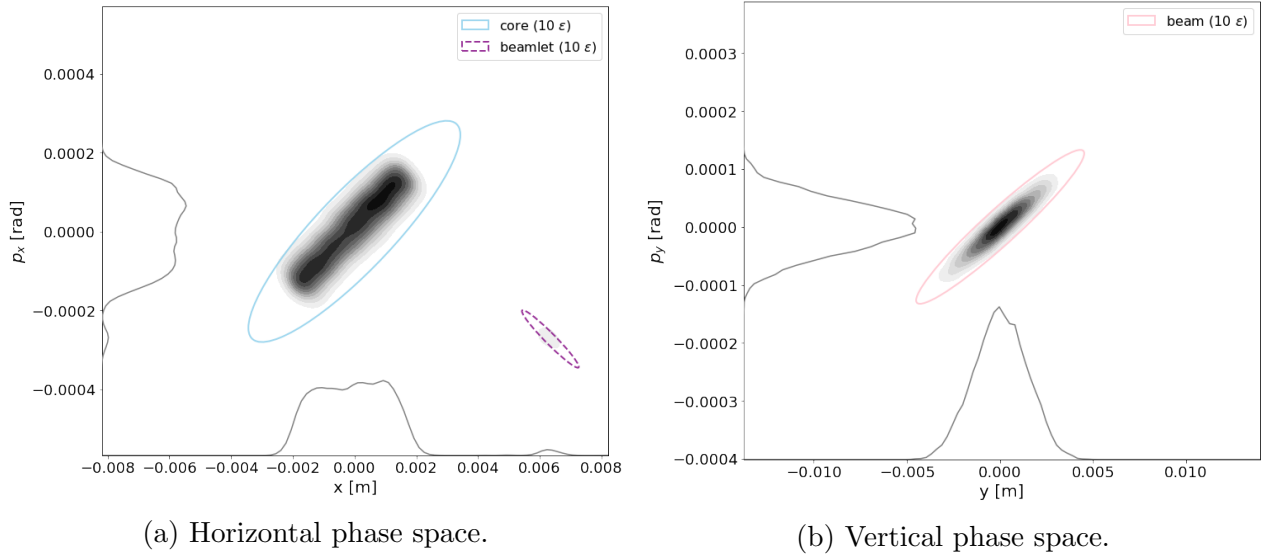 core (10 ε)
beamlet (10 ε)
0.0004
0.0002
0.0000
−0.0002
−0.0004
pₓ [rad]
−0.008 −0.006 −0.004 −0.002 0.000 0.002 0.004 0.006 0.008
x [m]
(a) Horizontal phase space.
beam (10 ε)
0.0003
0.0002
0.0001
0.0000
−0.0001
−0.0002
−0.0003
−0.0004
p_y [rad]
−0.010 −0.005 0.000 0.005 0.010
y [m]
(b) Vertical phase space.